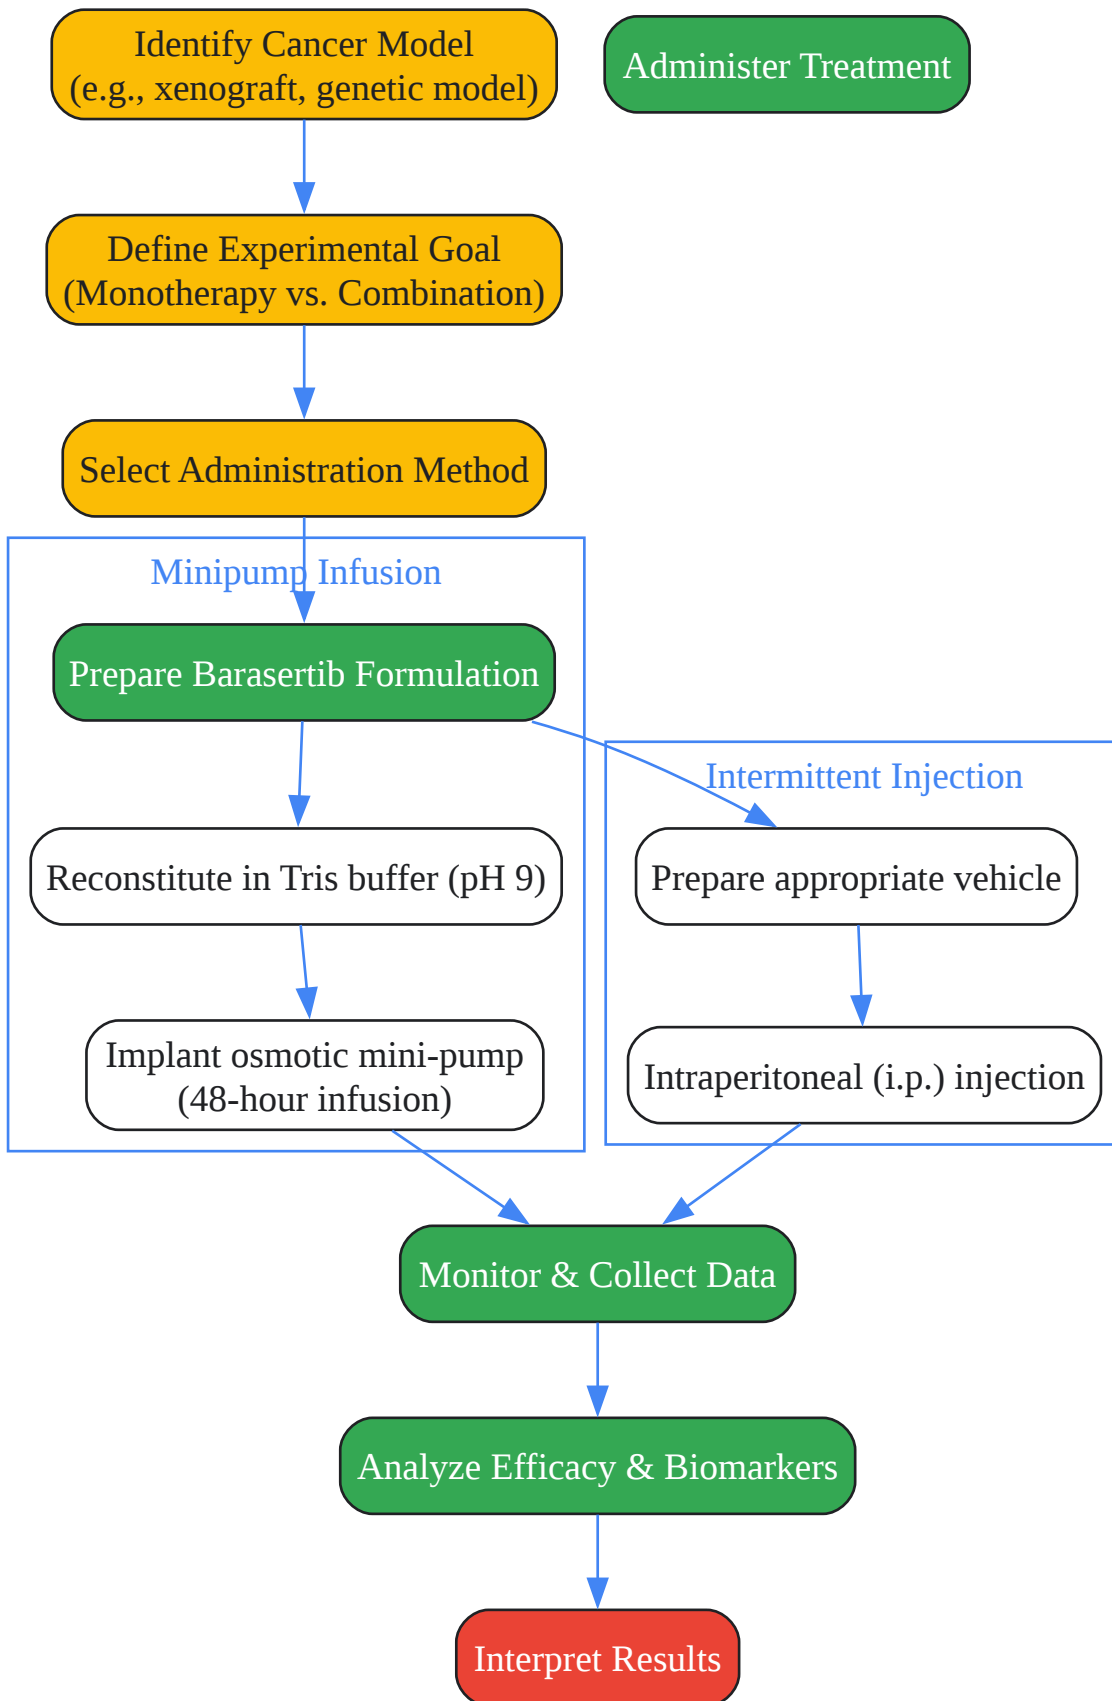 Identify Cancer Model
(e.g., xenograft, genetic model)
Administer Treatment
Define Experimental Goal
(Monotherapy vs. Combination)
Select Administration Method
Minipump Infusion
Prepare Barasertib Formulation
Intermittent Injection
Reconstitute in Tris buffer (pH 9)
Prepare appropriate vehicle
Implant osmotic mini-pump
(48-hour infusion)
Intraperitoneal (i.p.) injection
Monitor & Collect Data
Analyze Efficacy & Biomarkers
Interpret Results